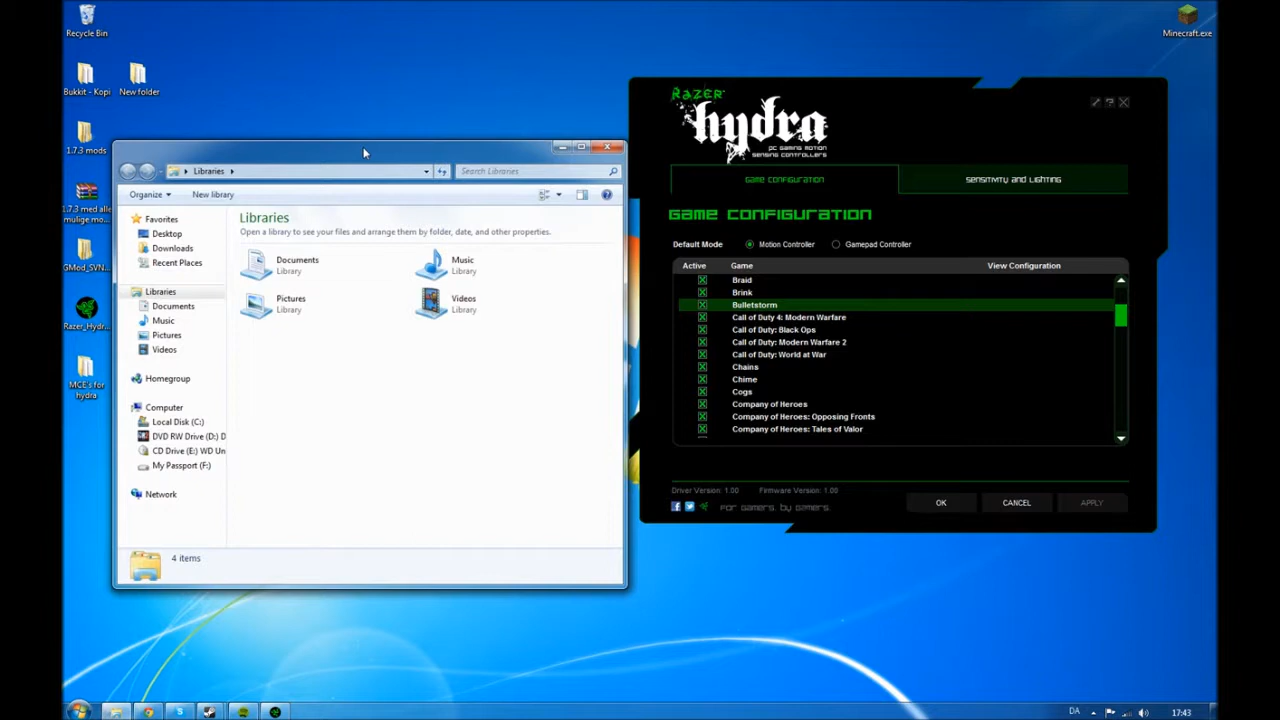 Recycle Bin
Minecraft.exe
Bukkit - Kopi
New folder
1.7.3 mods
1.7.3 med alle
mulige mo...
GMod_SVN...
Razer_Hydr...
MCE's for
hydra
Libraries
Search Libraries
Organize
New library
Favorites
Desktop
Downloads
Recent Places
Libraries
Documents
Music
Pictures
Videos
Homegroup
Computer
Local Disk (C:)
DVD RW Drive (D:) D
CD Drive (E:) WD Un
My Passport (F:)
Network
Libraries
Open a library to see your files and arrange them by folder, date, and other properties.
Documents
Library
Music
Library
Pictures
Library
Videos
Library
4 items
RAZER
hydra
PC GAMING MOTION
SENSING CONTROLLERS
GAME CONFIGURATION
SENSITIVITY AND LIGHTING
GAME CONFIGURATION
Default Mode
Motion Controller
Gamepad Controller
Active
Game
View Configuration
Braid
Brink
Bulletstorm
Call of Duty 4: Modern Warfare
Call of Duty: Black Ops
Call of Duty: Modern Warfare 2
Call of Duty: World at War
Chains
Chime
Cogs
Company of Heroes
Company of Heroes: Opposing Fronts
Company of Heroes: Tales of Valor
Driver Version: 1.00
Firmware Version: 1.00
FOR GAMERS. BY GAMERS.
OK
CANCEL
APPLY
DA
17:43